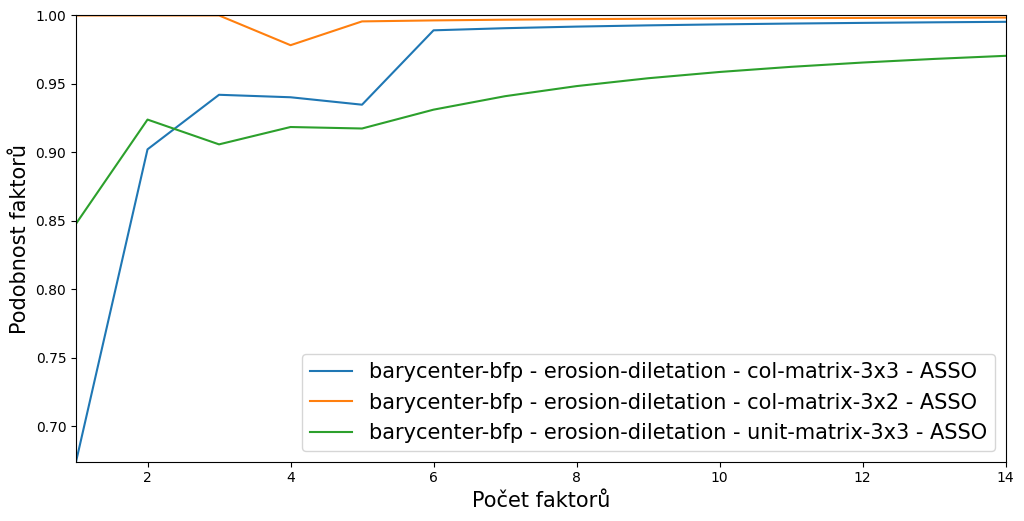 1.00
0.95
0.90
0.85
0.80
0.75
0.70
Podobnost faktorů
barycenter-bfp - erosion-diletation - col-matrix-3x3 - ASSO
barycenter-bfp - erosion-diletation - col-matrix-3x2 - ASSO
barycenter-bfp - erosion-diletation - unit-matrix-3x3 - ASSO
2 4 6 8 10 12 14
Počet faktorů